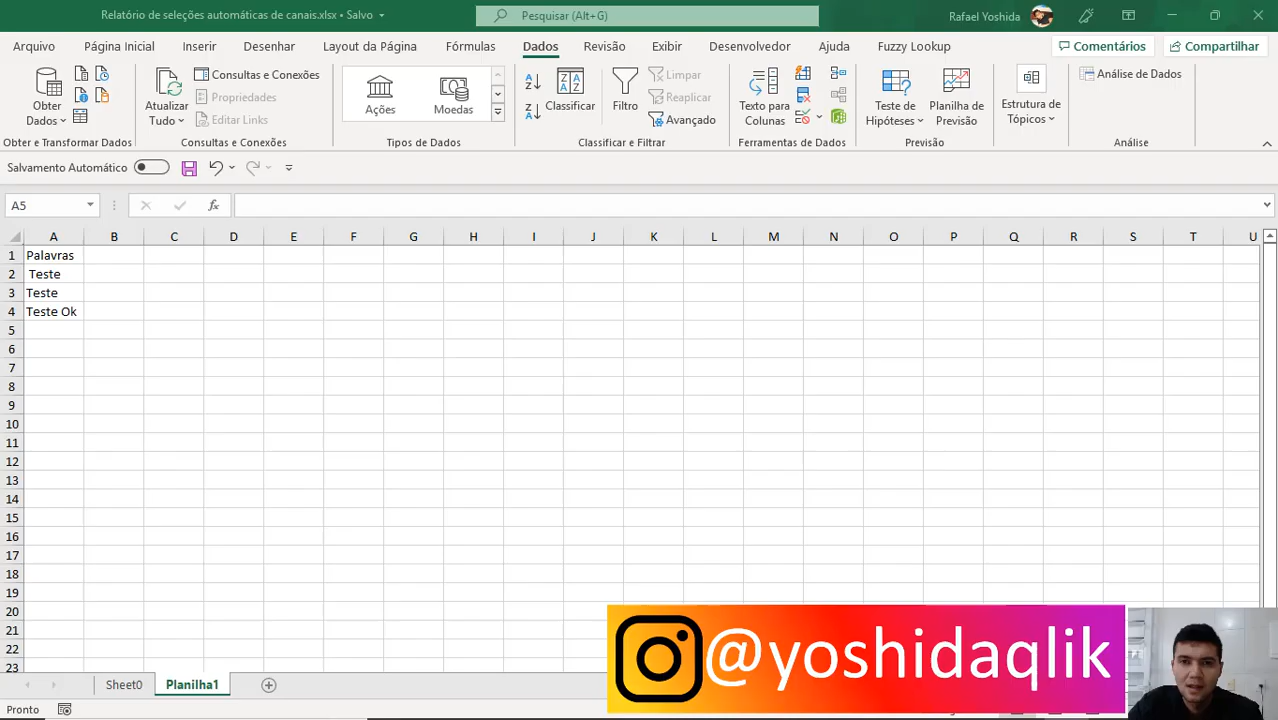 Relatório de seleções automáticas de canais.xlsx • Salvo
Pesquisar (Alt+G)
Rafael Yoshida
Arquivo Página Inicial Inserir Desenhar Layout da Página Fórmulas Dados Revisão Exibir Desenvolvedor Ajuda Fuzzy Lookup Comentários Compartilhar
Obter Dados
Atualizar Tudo
Consultas e Conexões
Propriedades
Editar Links
Ações
Moedas
Classificar
Filtro
Limpar
Reaplicar
Avançado
Texto para Colunas
Teste de Hipóteses
Planilha de Previsão
Estrutura de Tópicos
Análise de Dados
Obter e Transformar Dados Consultas e Conexões Tipos de Dados Classificar e Filtrar Ferramentas de Dados Previsão Análise
Salvamento Automático
A5
fx
A B C D E F G H I J K L M N O P Q R S T U
1 Palavras
2 Teste
3 Teste
4 Teste Ok
5
6
7
8
9
10
11
12
13
14
15
16
17
18
19
20
21
22
23
@yoshidaqlik
Sheet0 Planilha1
Pronto